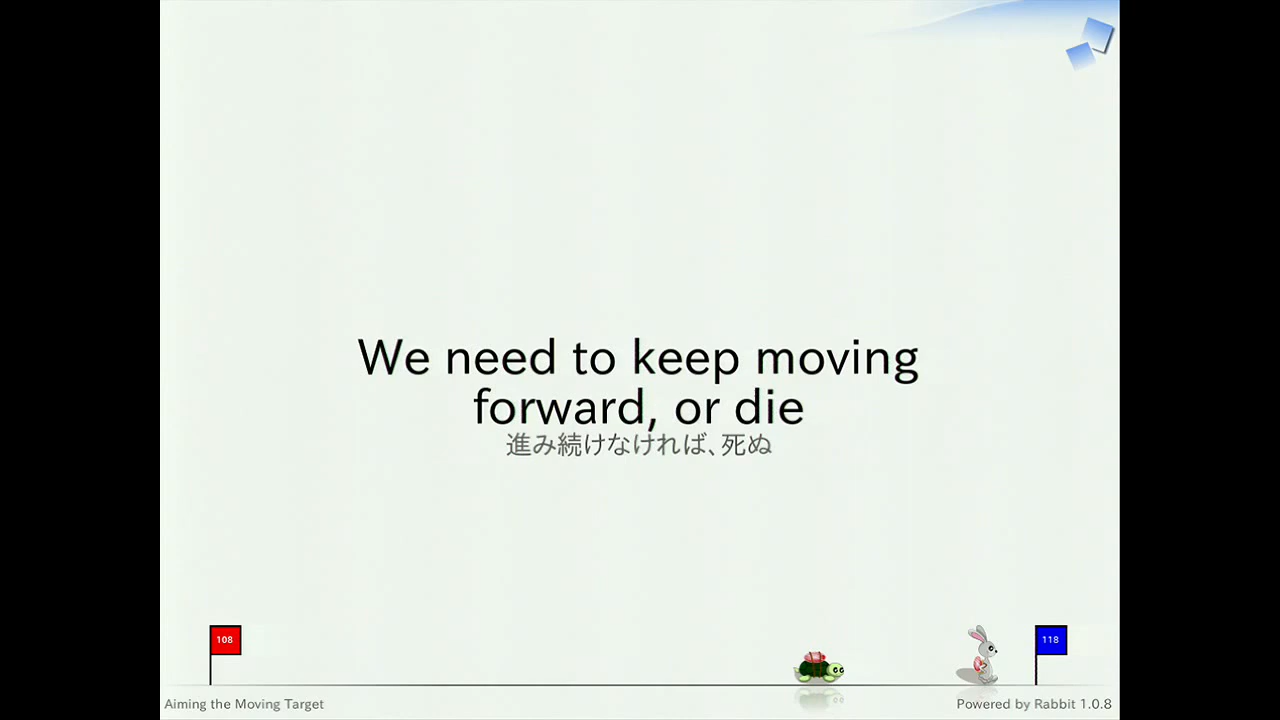 We need to keep moving
forward, or die
進み続けなければ、死ぬ
108
118
Aiming the Moving Target
Powered by Rabbit 1.0.8